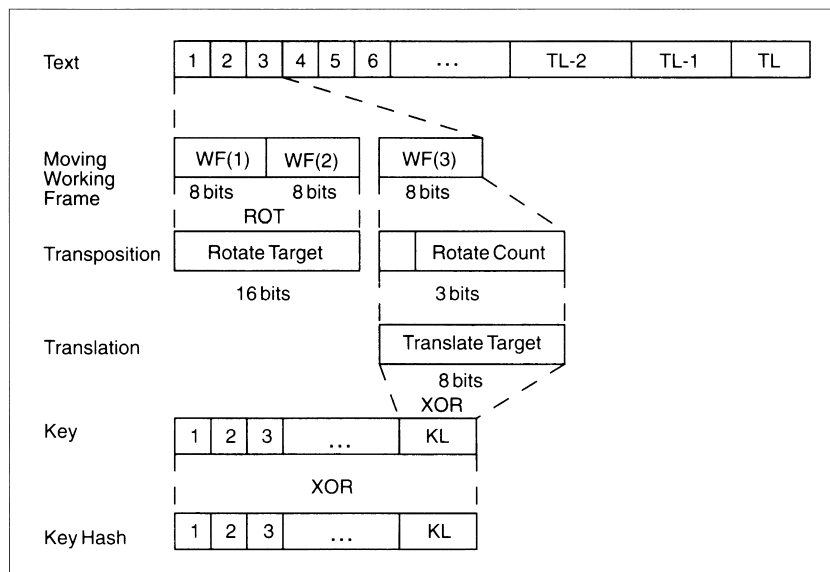 Text 1 2 3 4 5 6 ... TL-2 TL-1 TL
Moving
Working
Frame
WF(1) WF(2) WF(3)
8 bits 8 bits 8 bits
ROT
Transposition Rotate Target Rotate Count
16 bits 3 bits
Translation Translate Target
8 bits
XOR
Key 1 2 3 ... KL
XOR
Key Hash 1 2 3 ... KL